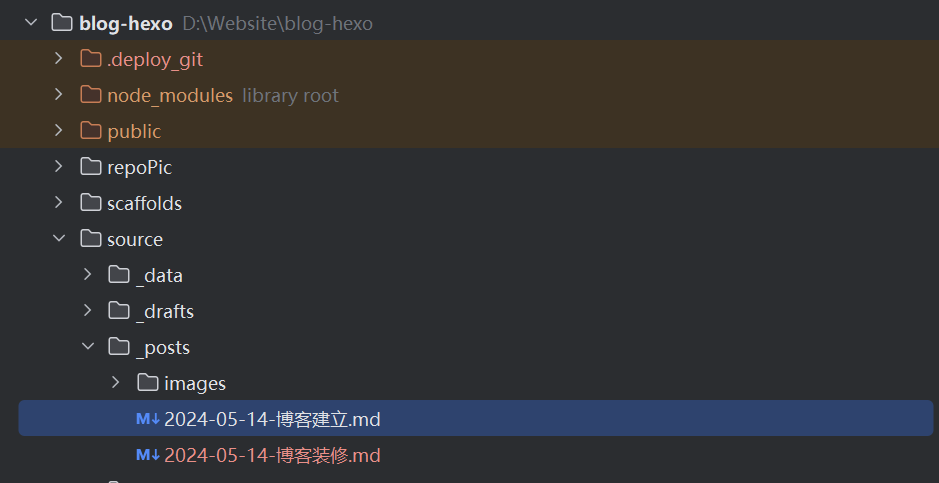 blog-hexo D:\Website\blog-hexo
.deploy_git
node_modules library root
public
repoPic
scaffolds
source
_data
_drafts
_posts
images
M↓ 2024-05-14-博客建立.md
M↓ 2024-05-14-博客装修.md